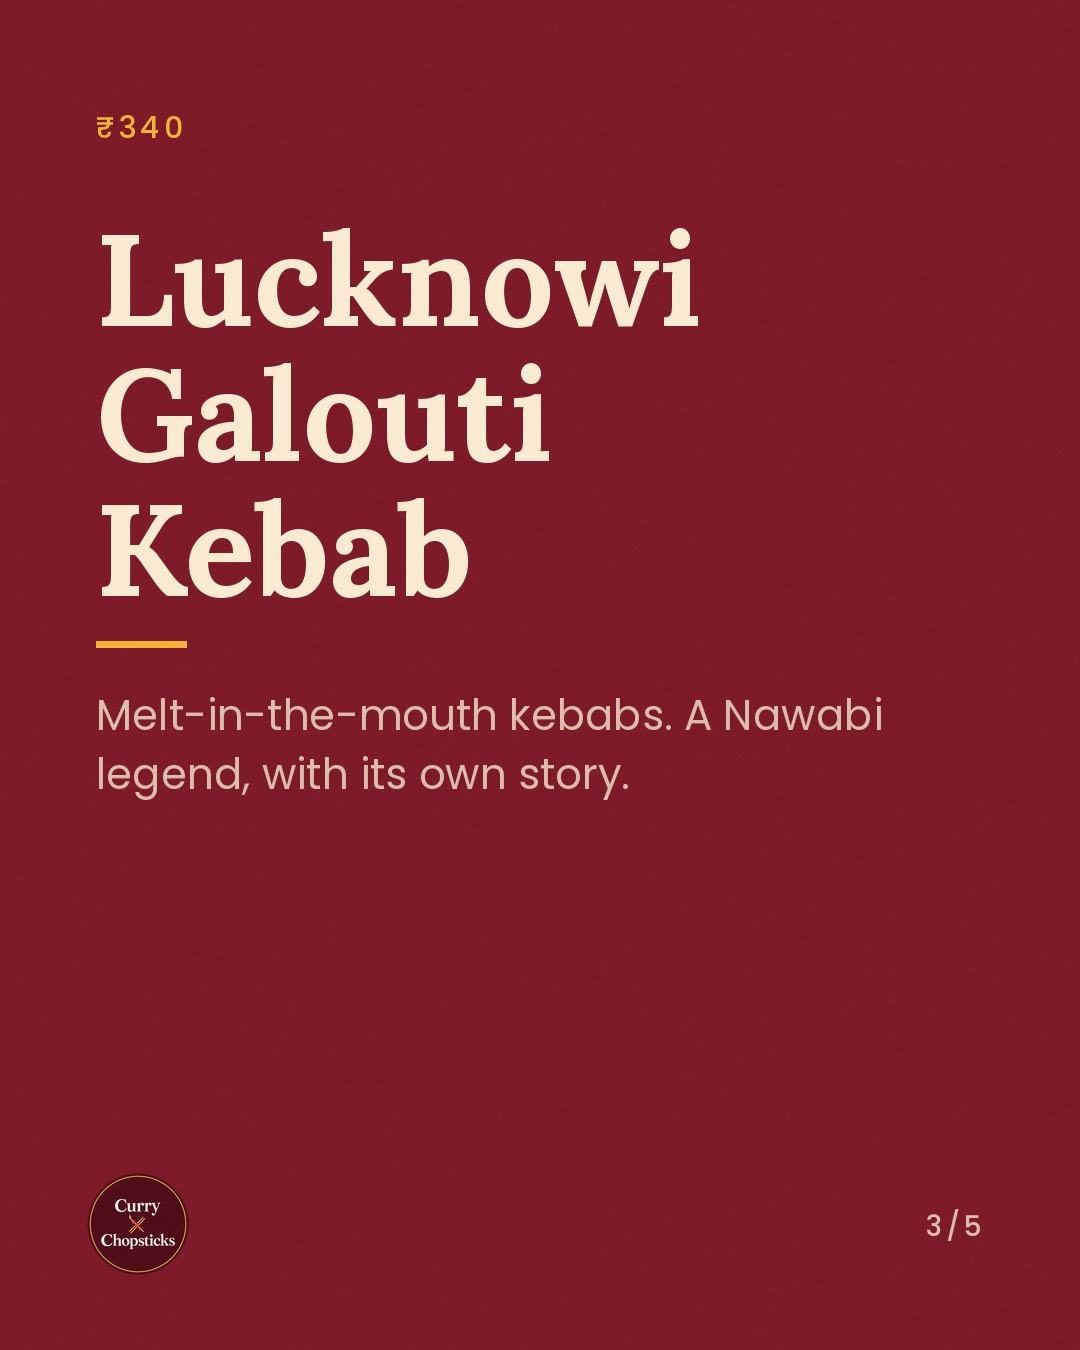 ₹340
Lucknowi
Galouti
Kebab
Melt-in-the-mouth kebabs. A Nawabi
legend, with its own story.
Curry
Chopsticks
3/5